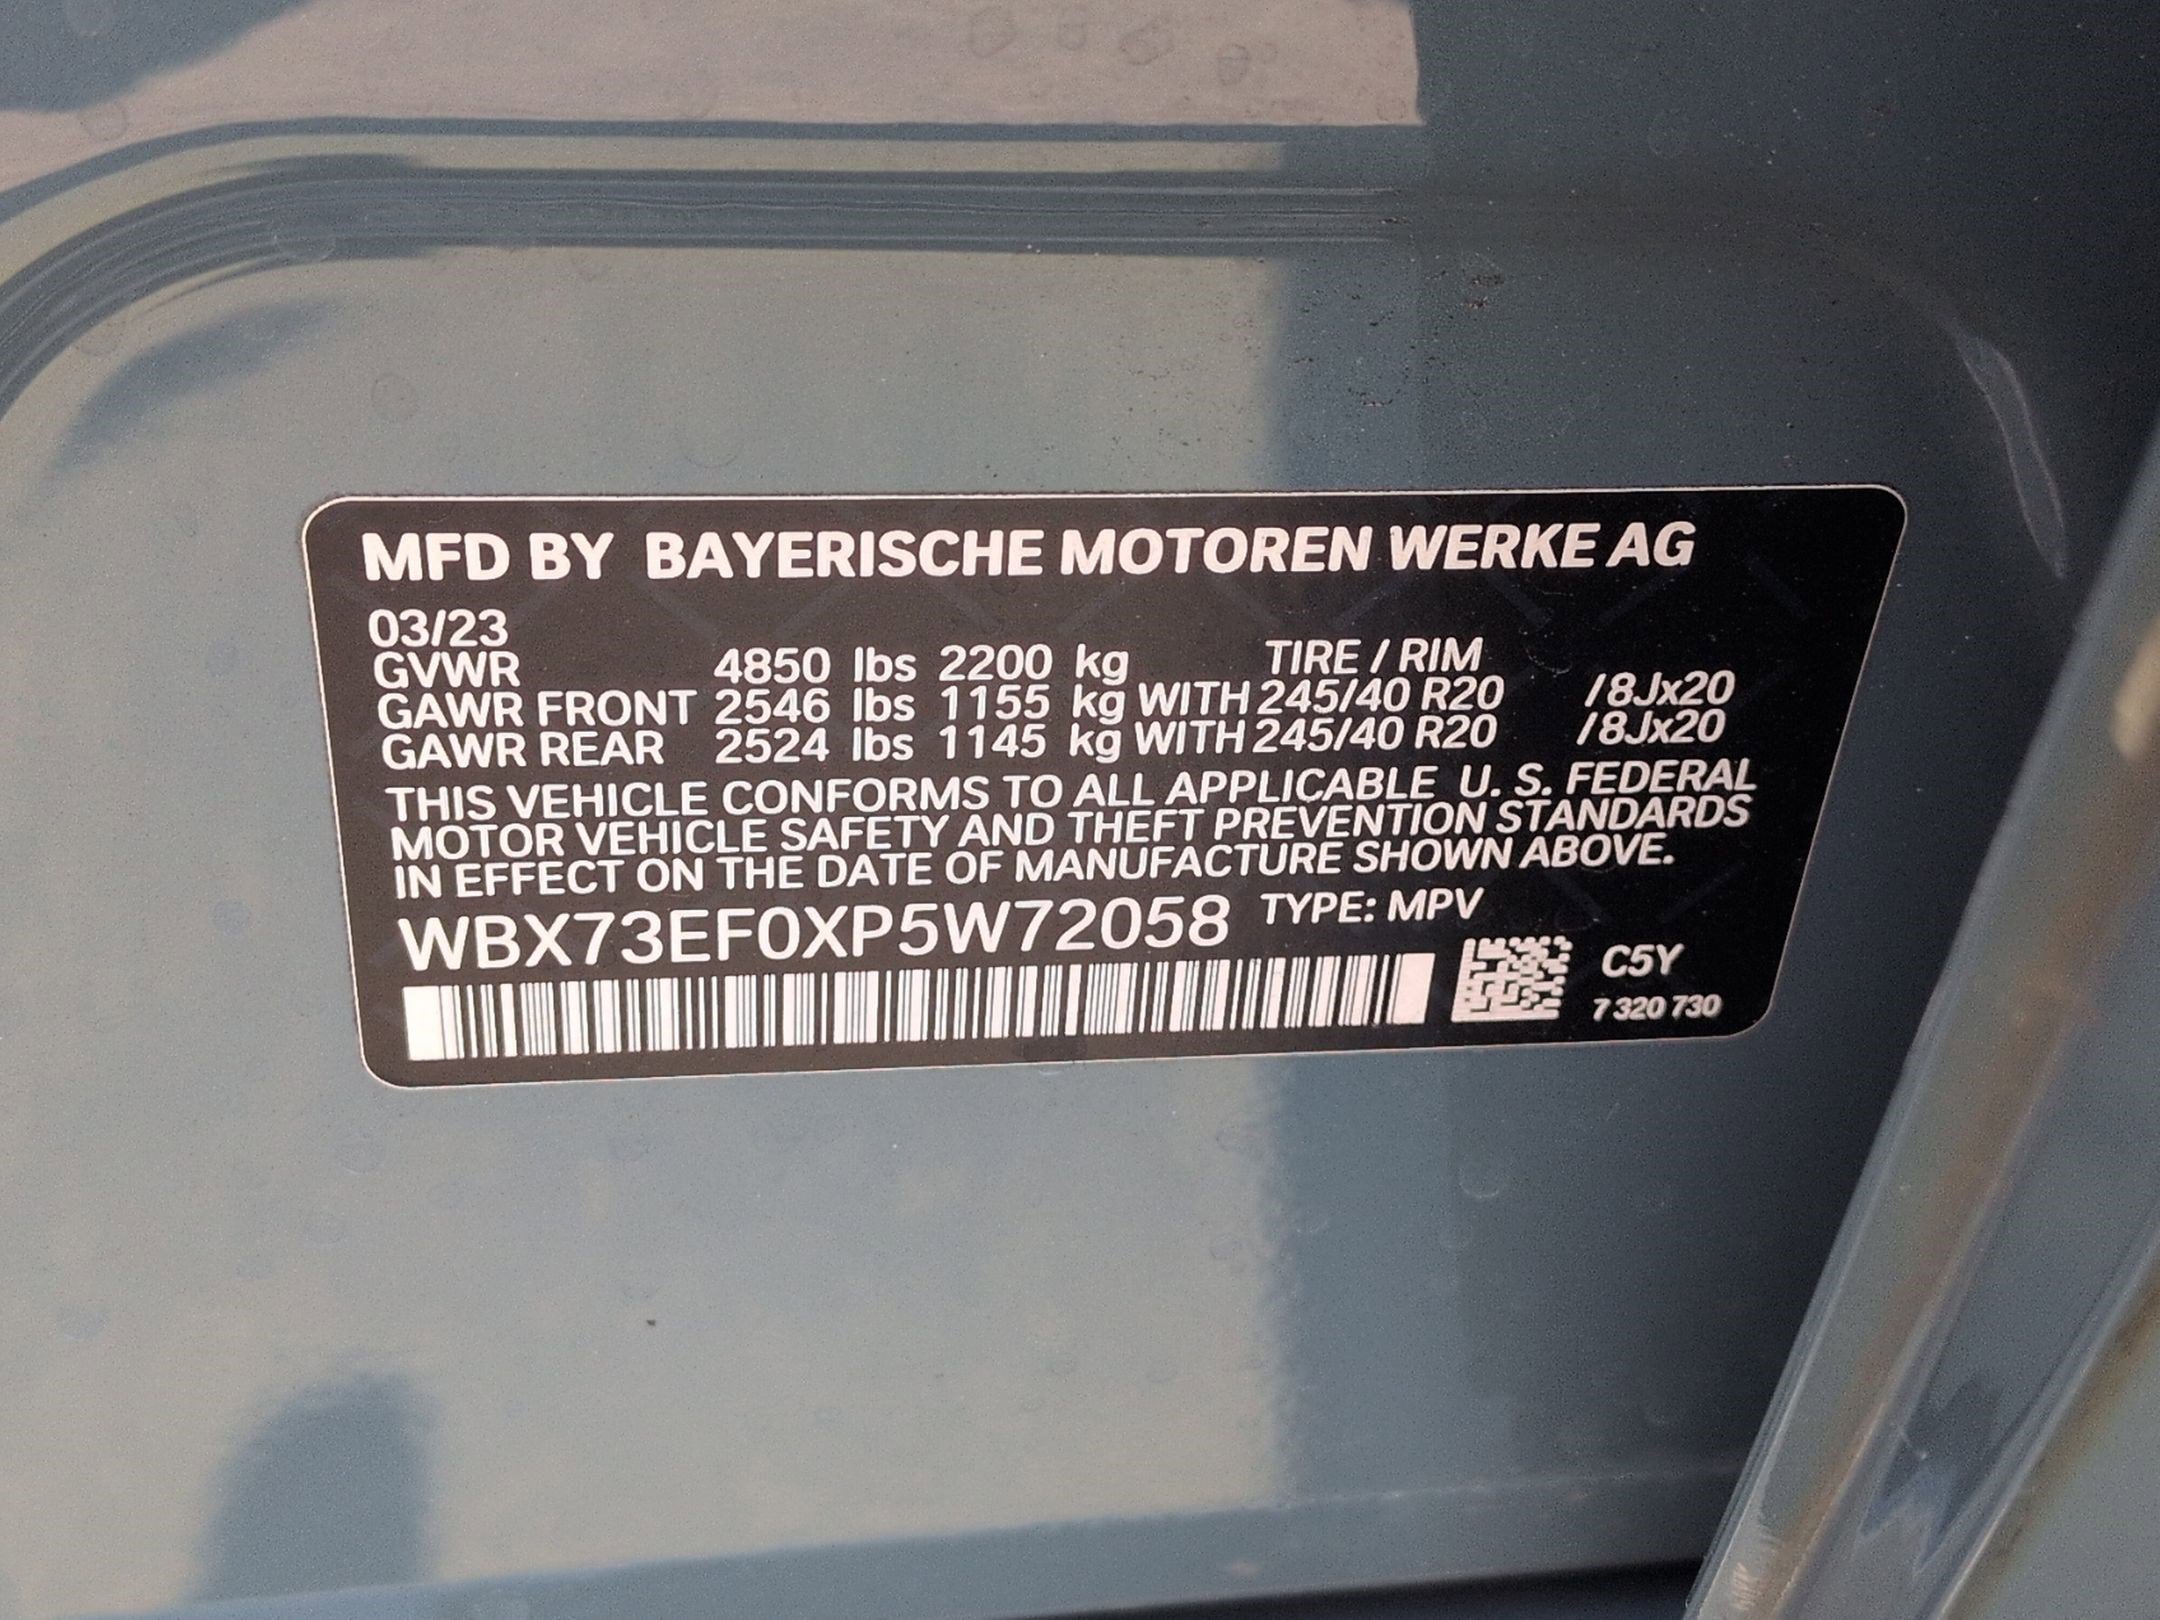 MFD BY BAYERISCHE MOTOREN WERKE AG
03/23
GVWR 4850 lbs 2200 kg TIRE / RIM
GAWR FRONT 2546 lbs 1155 kg WITH 245/40 R20 /8Jx20
GAWR REAR 2524 lbs 1145 kg WITH 245/40 R20 /8Jx20
THIS VEHICLE CONFORMS TO ALL APPLICABLE U. S. FEDERAL
MOTOR VEHICLE SAFETY AND THEFT PREVENTION STANDARDS
IN EFFECT ON THE DATE OF MANUFACTURE SHOWN ABOVE.
WBX73EF0XP5W72058 TYPE: MPV
C5Y
7 320 730